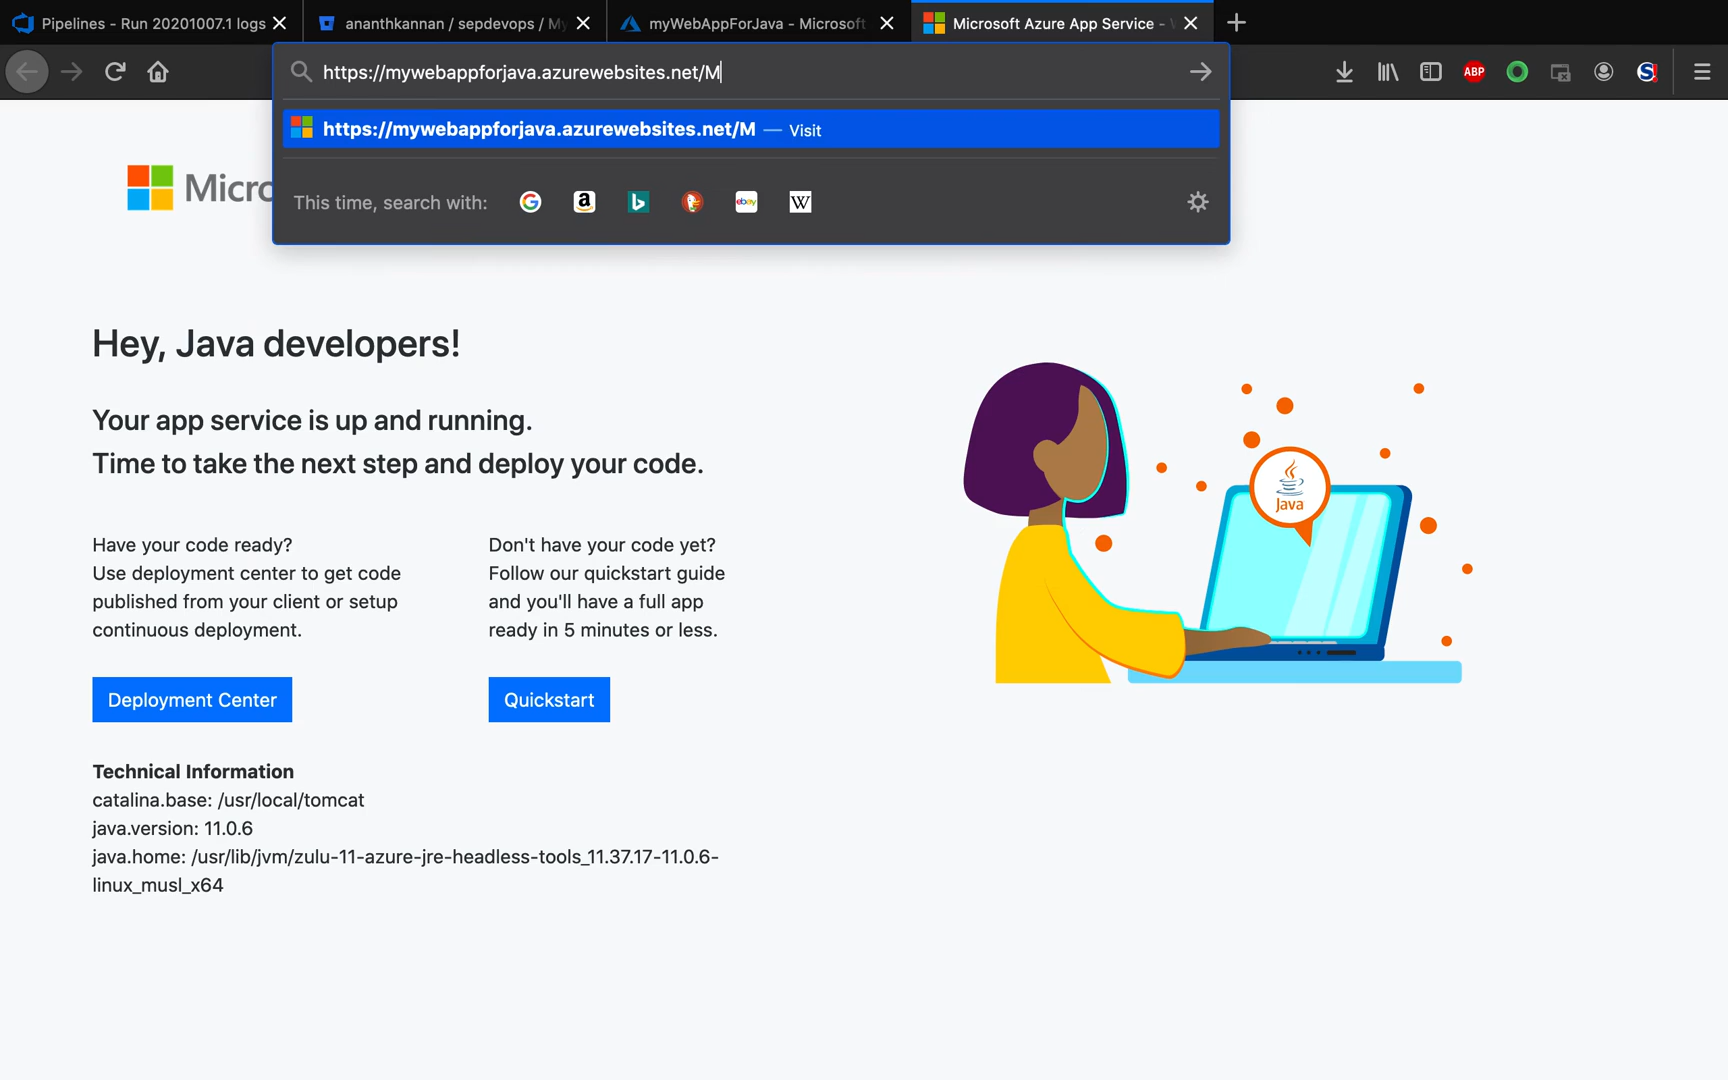 Pipelines - Run 20201007.1 logs
ananthkannan / sepdevops / My
myWebAppForJava - Microsoft
Microsoft Azure App Service -
https://mywebappforjava.azurewebsites.net/M
ABP
https://mywebappforjava.azurewebsites.net/M — Visit
This time, search with:
G a b ebay W
Micro
Hey, Java developers!
Your app service is up and running.
Time to take the next step and deploy your code.
Have your code ready?
Use deployment center to get code
published from your client or setup
continuous deployment.
Don't have your code yet?
Follow our quickstart guide
and you'll have a full app
ready in 5 minutes or less.
Deployment Center
Quickstart
Java
Technical Information
catalina.base: /usr/local/tomcat
java.version: 11.0.6
java.home: /usr/lib/jvm/zulu-11-azure-jre-headless-tools_11.37.17-11.0.6-
linux_musl_x64